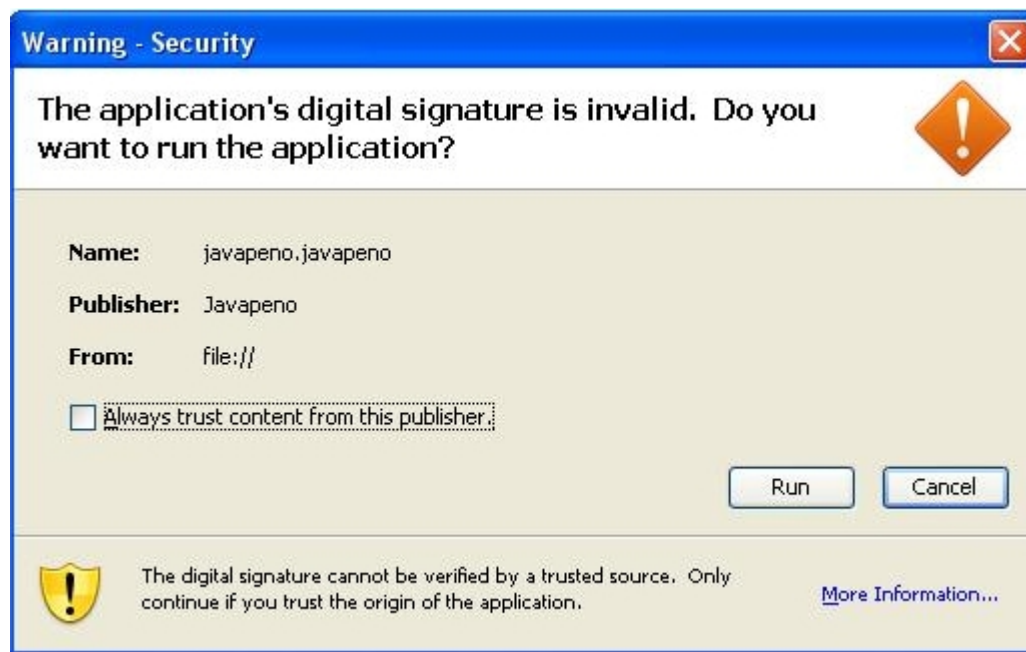 Warning - Security
The application's digital signature is invalid. Do you
want to run the application?
Name: javapeno.javapeno
Publisher: Javapeno
From: file://
Always trust content from this publisher.
Run Cancel
The digital signature cannot be verified by a trusted source. Only
continue if you trust the origin of the application.
More Information...